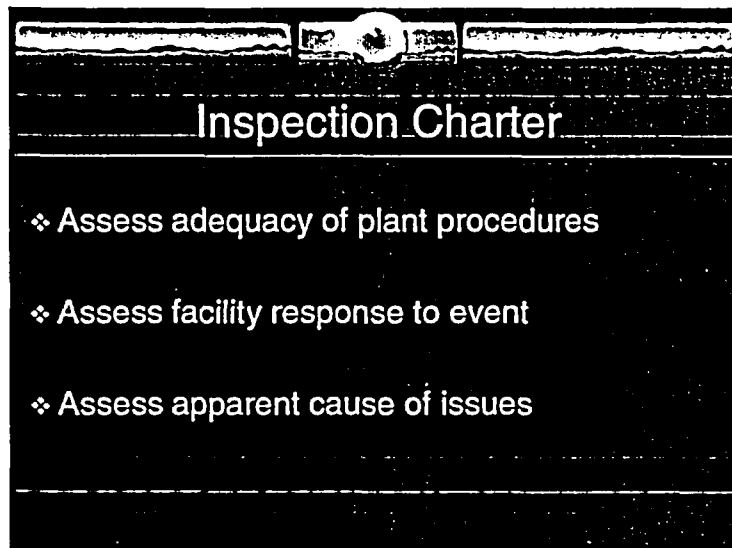 Inspection Charter
❖ Assess adequacy of plant procedures
❖ Assess facility response to event
❖ Assess apparent cause of issues